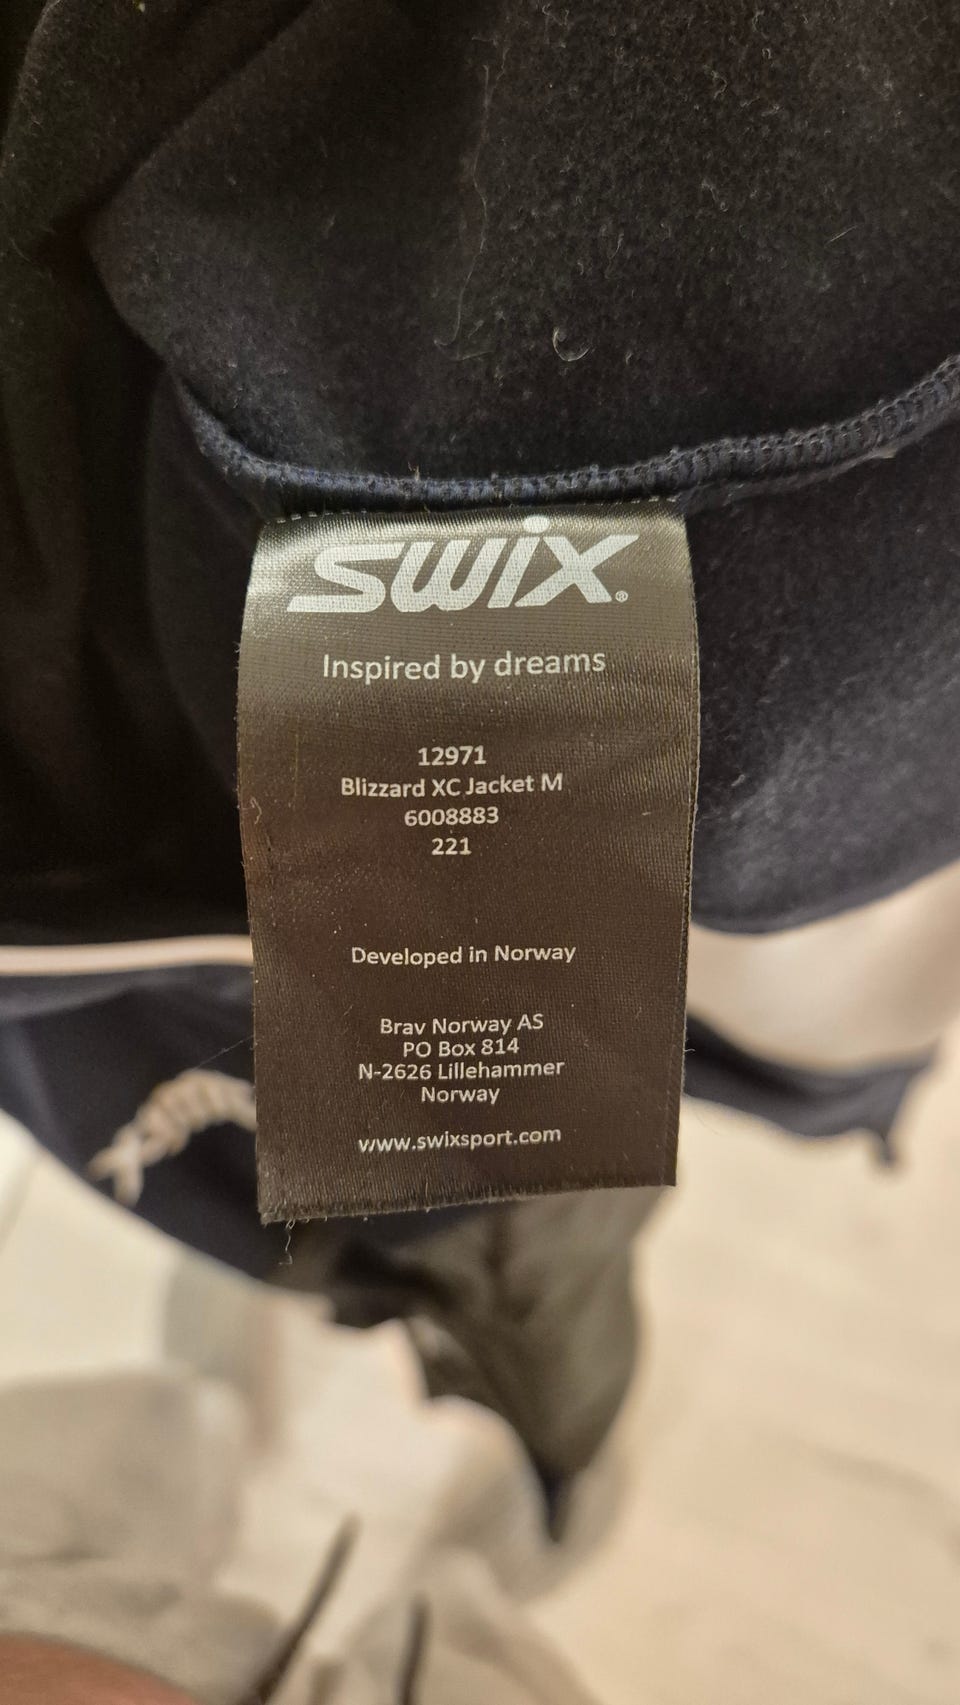 swix®
Inspired by dreams
12971
Blizzard XC Jacket M
6008883
221
Developed in Norway
Brav Norway AS
PO Box 814
N-2626 Lillehammer
Norway
www.swixsport.com